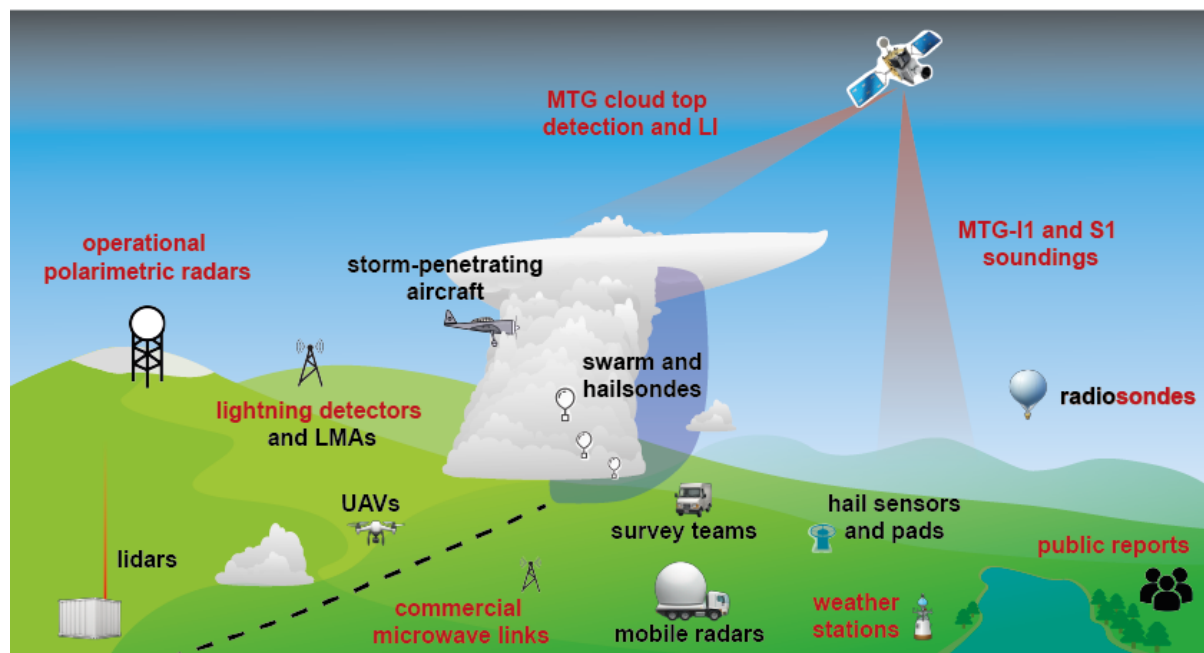 MTG cloud top
detection and LI
operational
polarimetric radars
storm-penetrating
aircraft
MTG-I1 and S1
soundings
swarm and
hailsondes
radiosondes
lightning detectors
and LMAs
UAVs
survey teams
hail sensors
and pads
public reports
lidars
commercial
microwave links
mobile radars
weather
stations